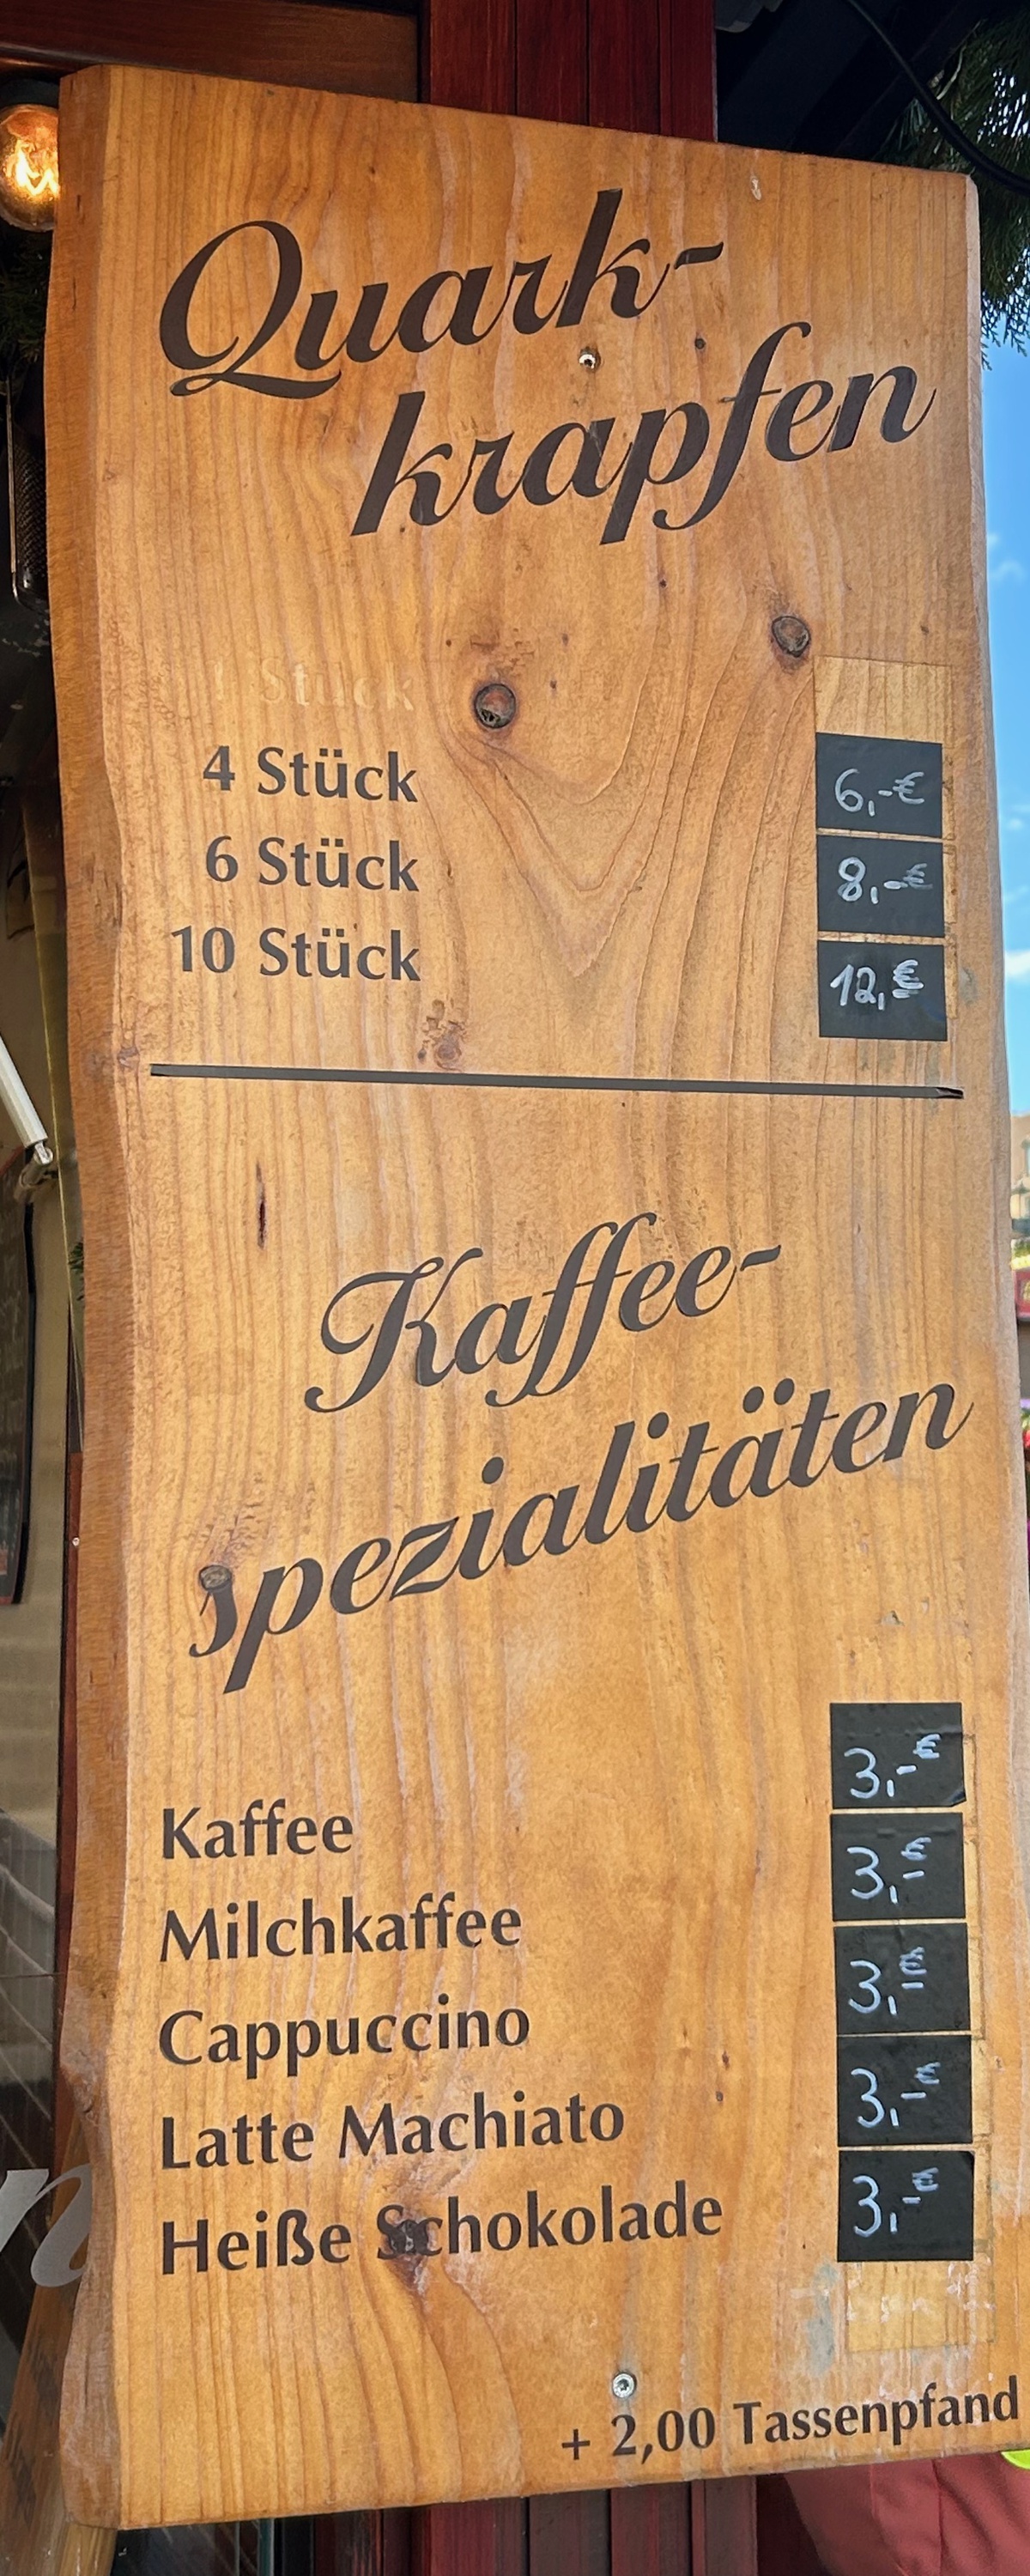 Quark-
krapfen
Stück
4 Stück 6,-€
6 Stück 8,-€
10 Stück 12,€
Kaffee-
spezialitäten
Kaffee 3,-€
Milchkaffee 3,-€
Cappuccino 3,-€
Latte Machiato 3,-€
Heiße Schokolade 3,-€
+ 2,00 Tassenpfand